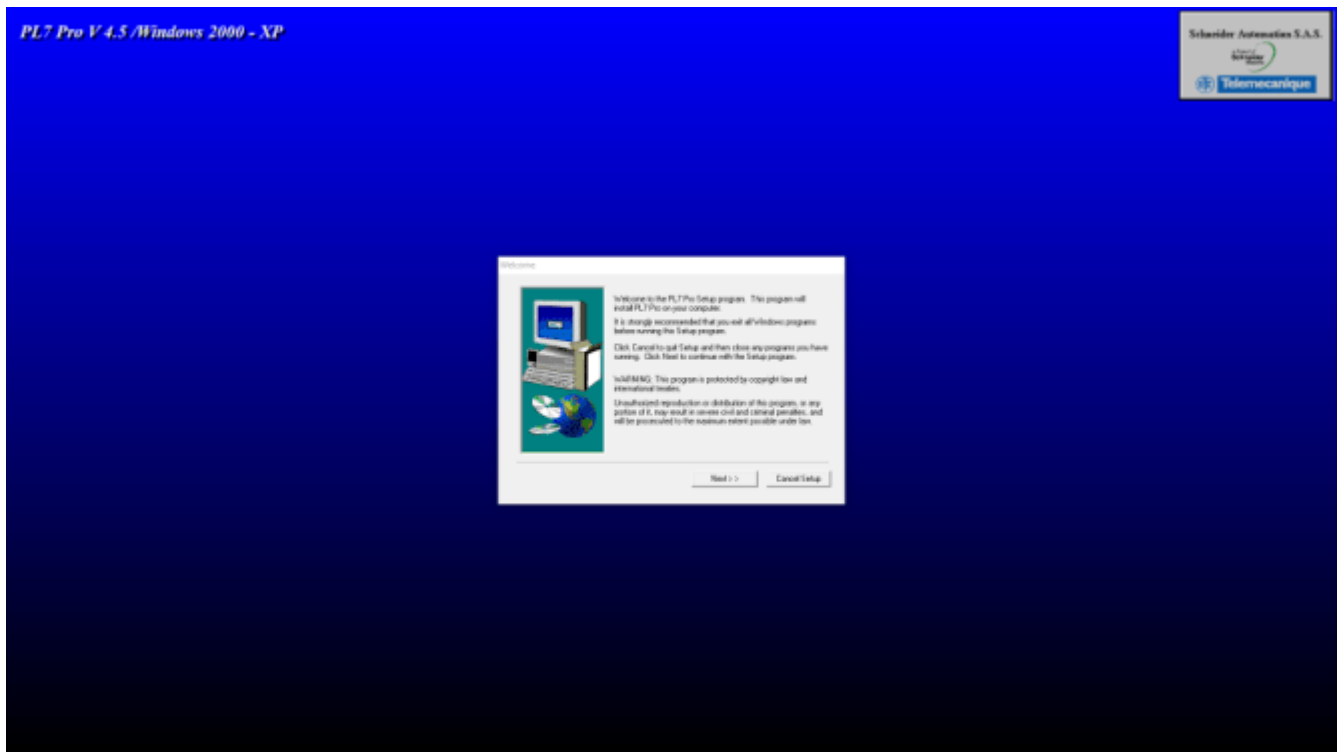 PL7 Pro V 4.5 /Windows 2000 - XP
Schneider Automation S.A.S.
Schneider
Telemecanique
Welcome
Welcome to the PL7 Pro Setup program. This program will
install PL7 Pro on your computer.
It is strongly recommended that you exit all Windows programs
before running this Setup program.
Click Cancel to quit Setup and then close any programs you have
running. Click Next to continue with the Setup program.
WARNING: This program is protected by copyright law and
international treaties.
Unauthorized reproduction or distribution of this program, or any
portion of it, may result in severe civil and criminal penalties, and
will be prosecuted to the maximum extent possible under law.
Next >>
Cancel Setup